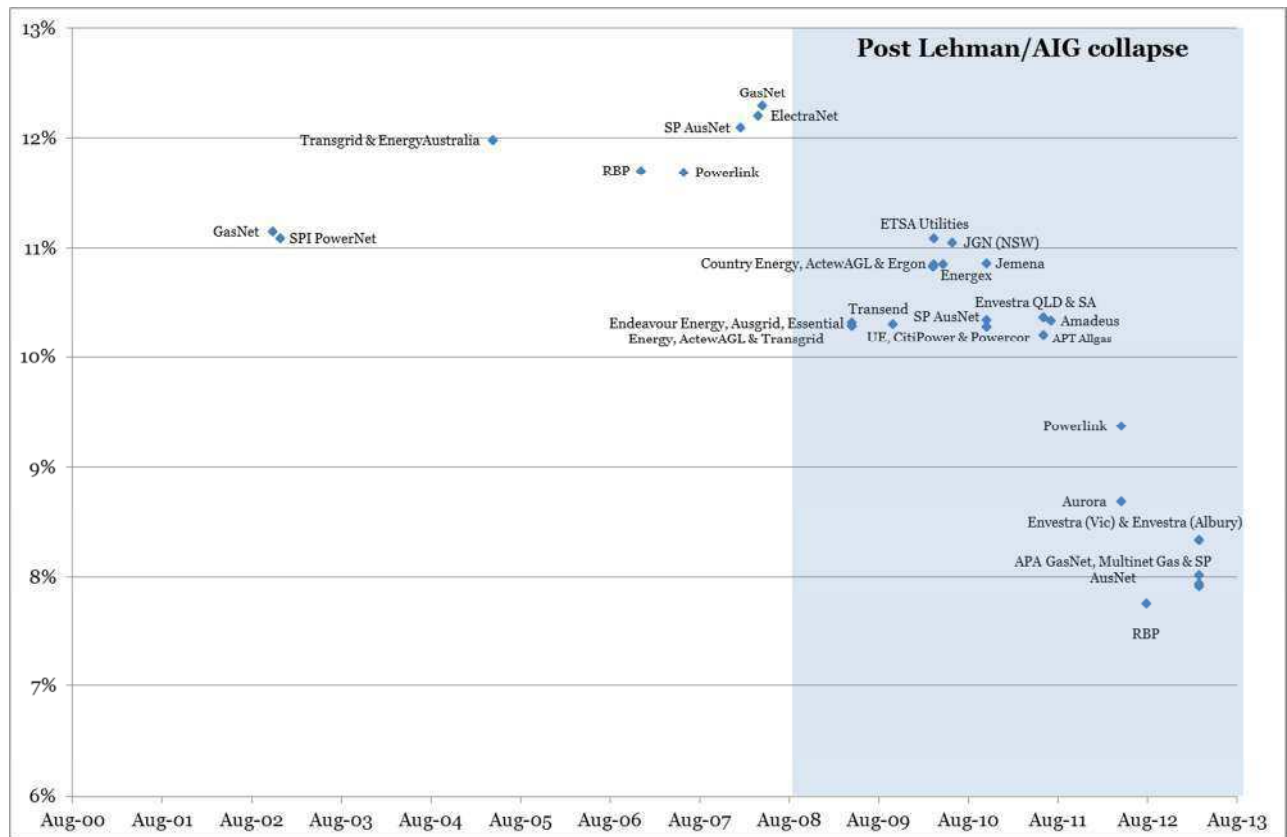 13%
Post Lehman/AIG collapse
GasNet
ElectraNet
SP AusNet
12%
Transgrid & EnergyAustralia
RBP
Powerlink
GasNet
SPI PowerNet
ETSA Utilities
JGN (NSW)
11%
Country Energy, ActewAGL & Ergon
Jemena
Energex
Envestra QLD & SA
Transend
SP AusNet
Amadeus
Endeavour Energy, Ausgrid, Essential
Energy, ActewAGL & Transgrid
UE, CitiPower & Powercor
APT Allgas
10%
Powerlink
9%
Aurora
Envestra (Vic) & Envestra (Albury)
APA GasNet, Multinet Gas & SP
AusNet
8%
RBP
7%
6%
Aug-00 Aug-01 Aug-02 Aug-03 Aug-04 Aug-05 Aug-06 Aug-07 Aug-08 Aug-09 Aug-10 Aug-11 Aug-12 Aug-13